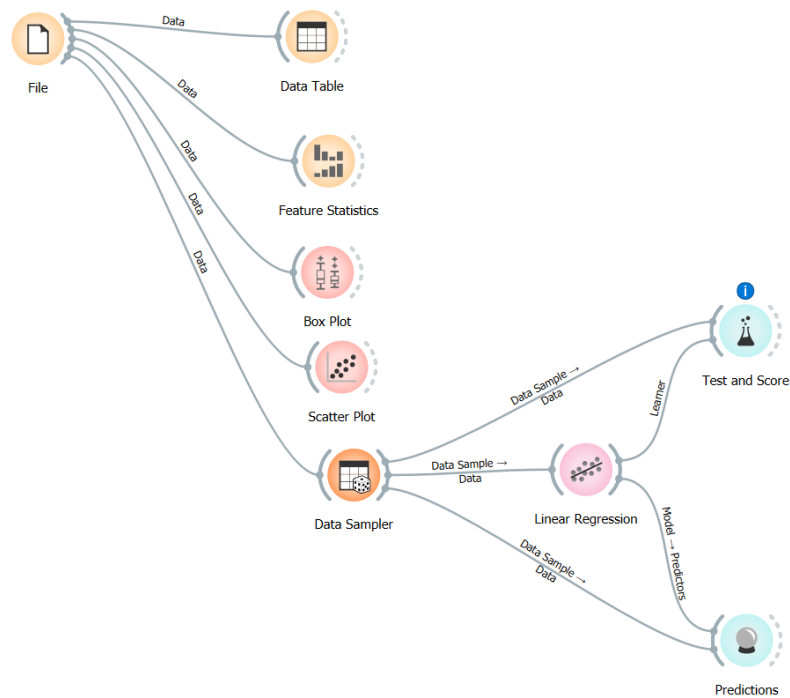 File
Data
Data Table
Data
Feature Statistics
Data
Box Plot
Data
Scatter Plot
Data
Data Sampler
Data Sample → 
Data
i
Test and Score
Learner
Data Sample →
Data
Linear Regression
Model → Predictors
Data Sample →
Data
Predictions